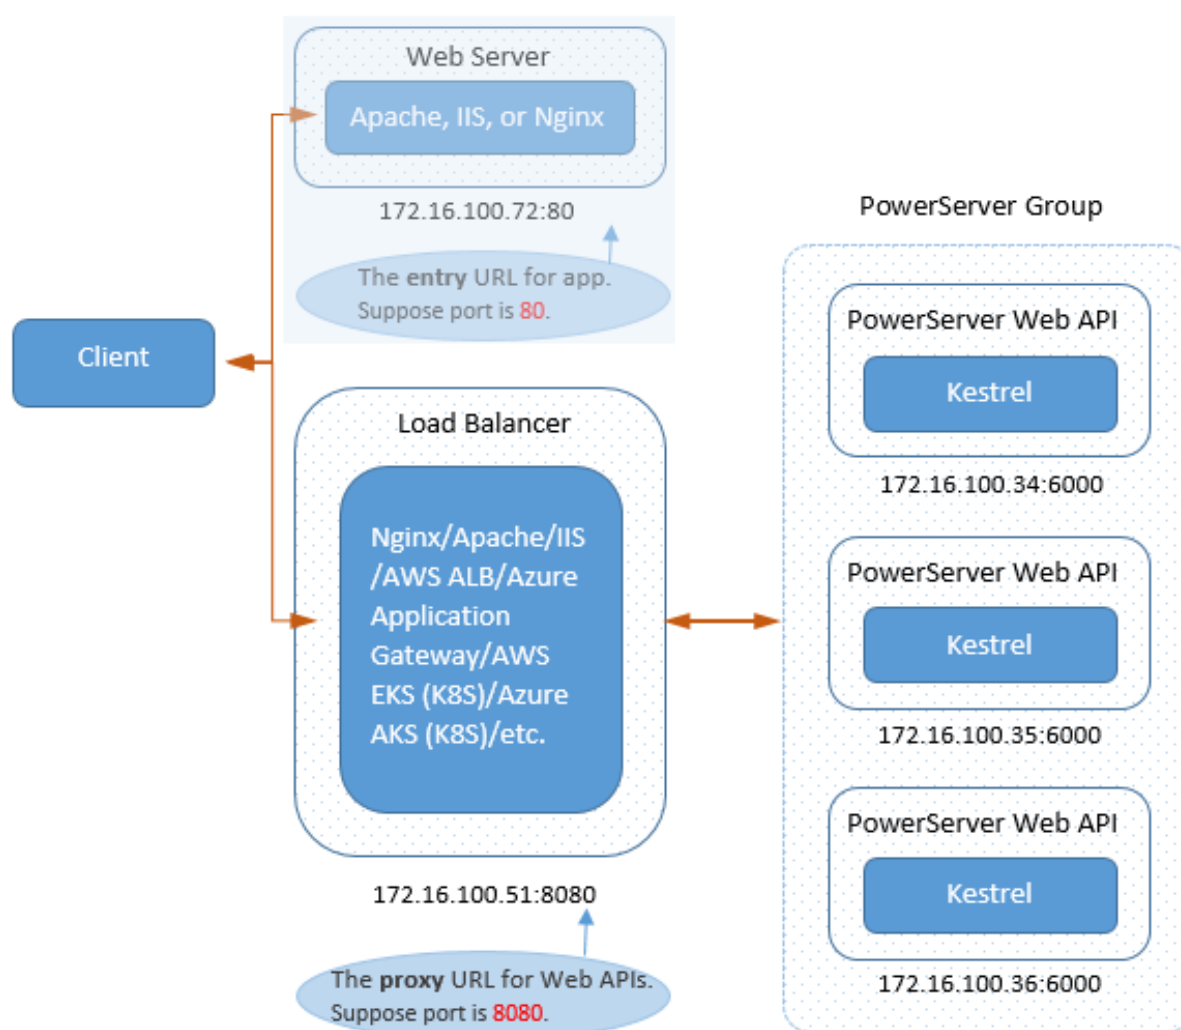 Web Server
Apache, IIS, or Nginx
172.16.100.72:80
The entry URL for app.
Suppose port is 80.
Client
Load Balancer
Nginx/Apache/IIS
/AWS ALB/Azure
Application
Gateway/AWS
EKS (K8S)/Azure
AKS (K8S)/etc.
172.16.100.51:8080
The proxy URL for Web APIs.
Suppose port is 8080.
PowerServer Group
PowerServer Web API
Kestrel
172.16.100.34:6000
PowerServer Web API
Kestrel
172.16.100.35:6000
PowerServer Web API
Kestrel
172.16.100.36:6000